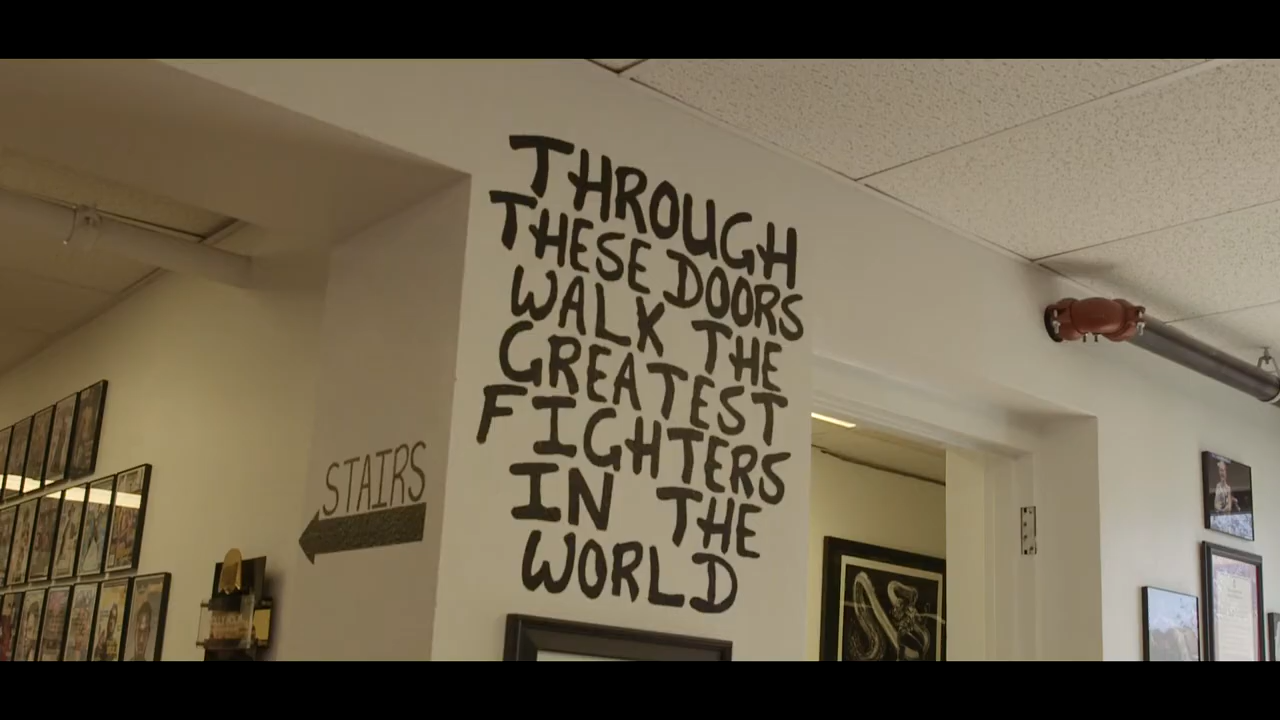 THROUGH
THESE DOORS
WALK THE
GREATEST
FIGHTERS
IN THE
WORLD
STAIRS